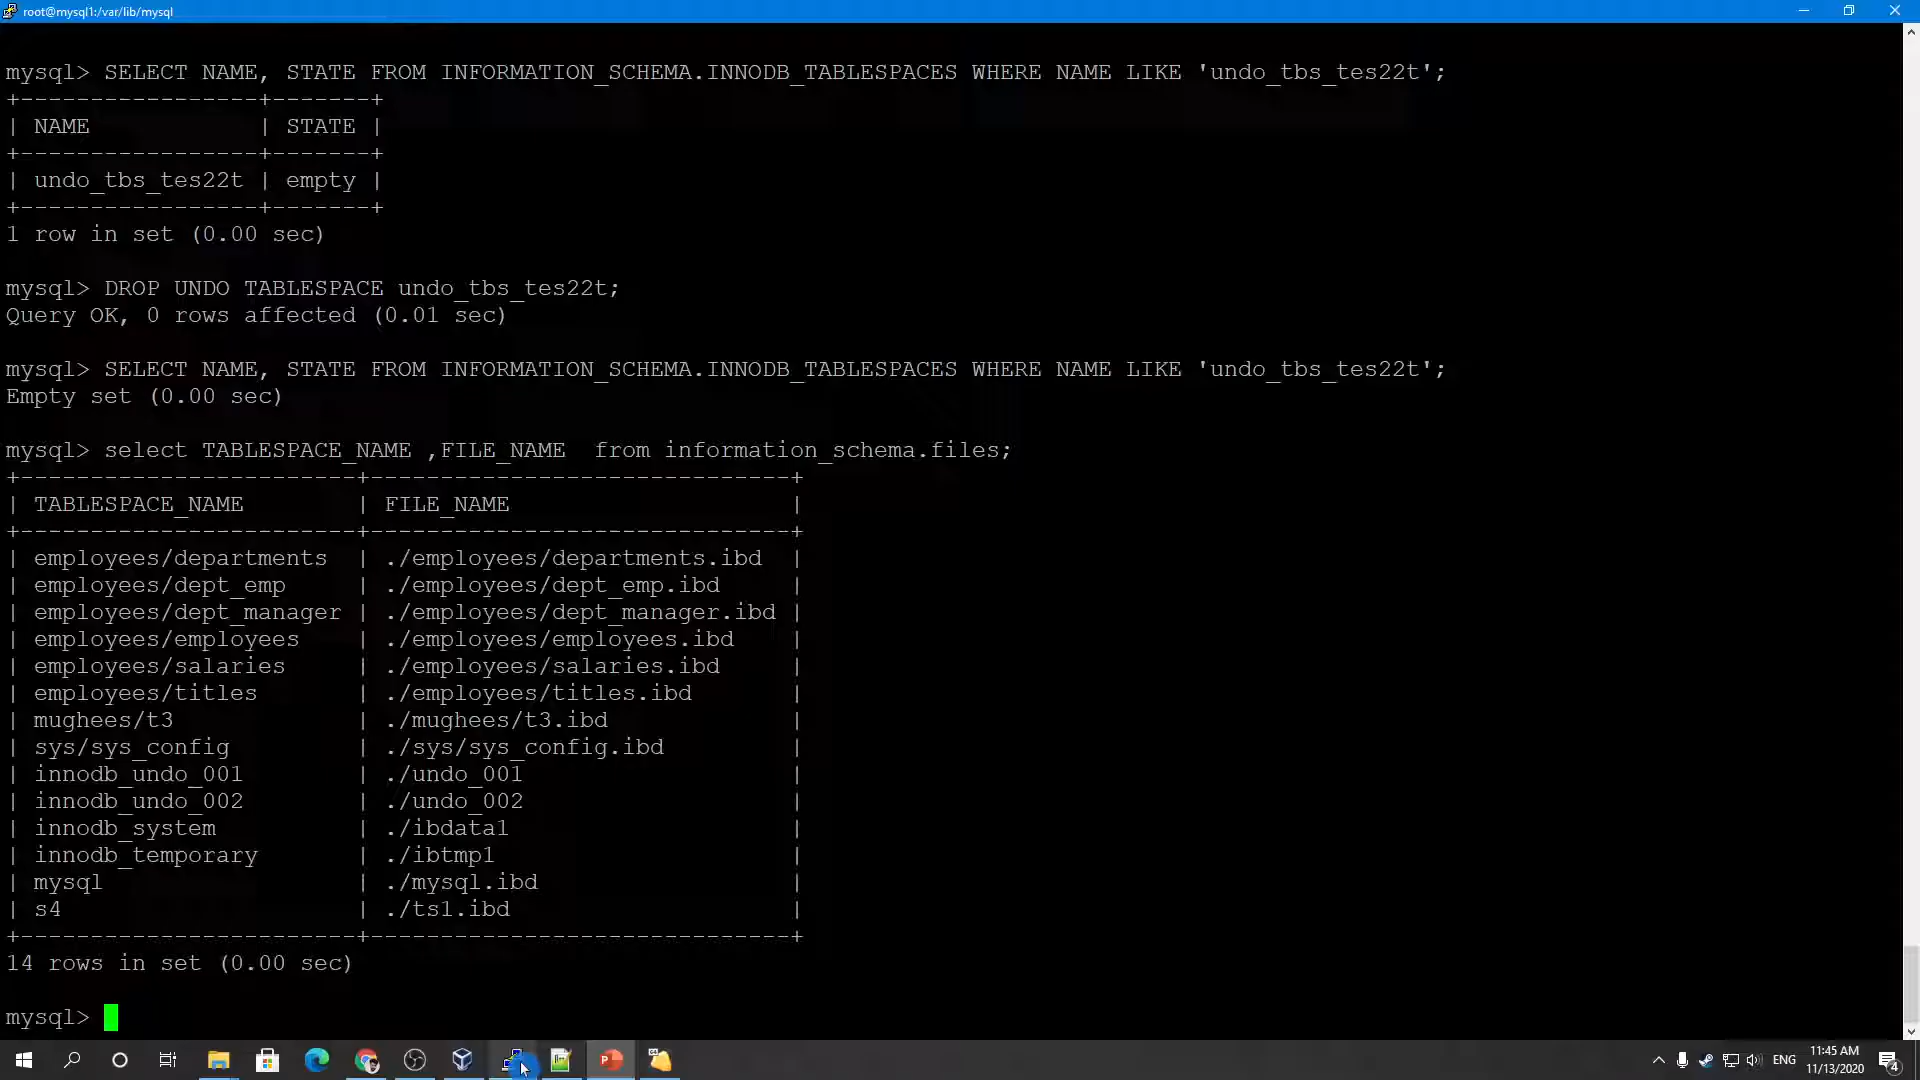 root@mysql1:/var/lib/mysql
mysql> SELECT NAME, STATE FROM INFORMATION_SCHEMA.INNODB_TABLESPACES WHERE NAME LIKE 'undo_tbs_tes22t';
+-----------------+-------+
| NAME            | STATE |
+-----------------+-------+
| undo_tbs_tes22t | empty |
+-----------------+-------+
1 row in set (0.00 sec)
mysql> DROP UNDO TABLESPACE undo_tbs_tes22t;
Query OK, 0 rows affected (0.01 sec)
mysql> SELECT NAME, STATE FROM INFORMATION_SCHEMA.INNODB_TABLESPACES WHERE NAME LIKE 'undo_tbs_tes22t';
Empty set (0.00 sec)
mysql> select TABLESPACE_NAME ,FILE_NAME  from information_schema.files;
+------------------------+------------------------------+
| TABLESPACE_NAME        | FILE_NAME                    |
+------------------------+------------------------------+
| employees/departments  | ./employees/departments.ibd  |
| employees/dept_emp     | ./employees/dept_emp.ibd     |
| employees/dept_manager | ./employees/dept_manager.ibd |
| employees/employees    | ./employees/employees.ibd    |
| employees/salaries     | ./employees/salaries.ibd     |
| employees/titles       | ./employees/titles.ibd       |
| mughees/t3             | ./mughees/t3.ibd             |
| sys/sys_config         | ./sys/sys_config.ibd         |
| innodb_undo_001        | ./undo_001                   |
| innodb_undo_002        | ./undo_002                   |
| innodb_system          | ./ibdata1                    |
| innodb_temporary       | ./ibtmp1                     |
| mysql                  | ./mysql.ibd                  |
| s4                     | ./ts1.ibd                    |
+------------------------+------------------------------+
14 rows in set (0.00 sec)
mysql>
ENG
11:45 AM
11/13/2020
4